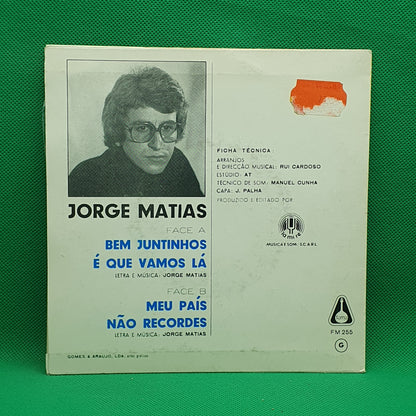 JORGE MATIAS
FACE A
BEM JUNTINHOS
É QUE VAMOS LÁ
LETRA E MÚSICA: JORGE MATIAS
FACE B
MEU PAÍS
NÃO RECORDES
LETRA E MÚSICA: JORGE MATIAS
GOMES & ARAUJO, LDA.
FICHA TÉCNICA:
ARRANJOS
E DIRECÇÃO MUSICAL: RUI CARDOSO
ESTÚDIO: AT
TÉCNICO DE SOM: MANUEL CUNHA
CAPA: J. PALHA
PRODUZIDO E EDITADO POR
MUSICA E SOM, S.C.A.R.L.
FM 255
G